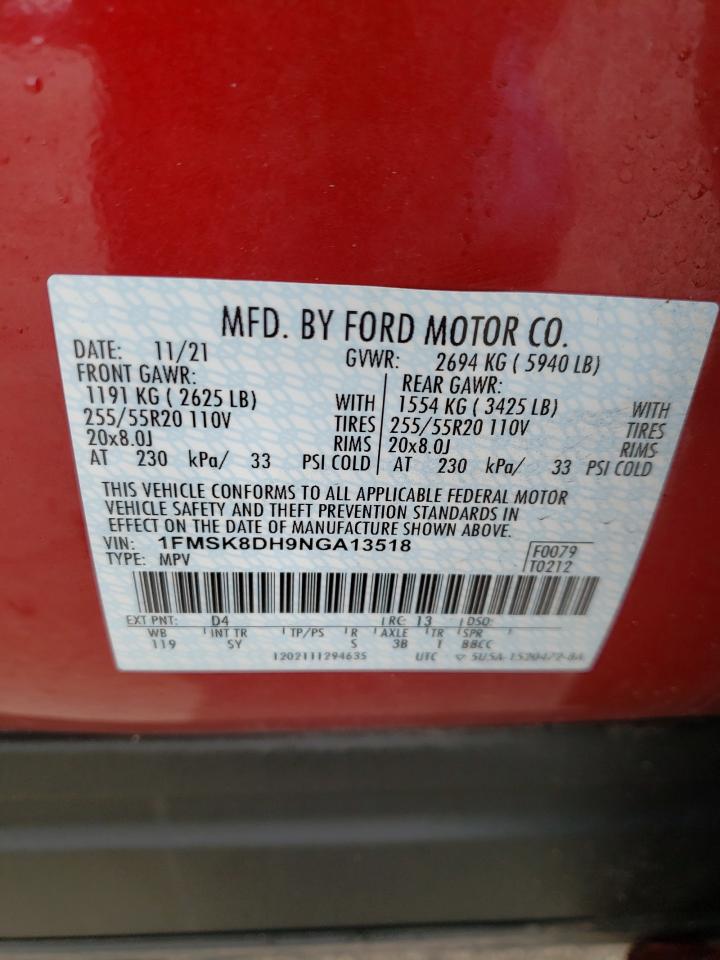 MFD. BY FORD MOTOR CO.
DATE: 11/21 GVWR: 2694 KG ( 5940 LB)
FRONT GAWR: REAR GAWR:
1191 KG ( 2625 LB) WITH 1554 KG ( 3425 LB) WITH
255/55R20 110V TIRES 255/55R20 110V TIRES
20x8.0J RIMS 20x8.0J RIMS
AT 230 kPa/ 33 PSI COLD AT 230 kPa/ 33 PSI COLD
THIS VEHICLE CONFORMS TO ALL APPLICABLE FEDERAL MOTOR
VEHICLE SAFETY AND THEFT PREVENTION STANDARDS IN
EFFECT ON THE DATE OF MANUFACTURE SHOWN ABOVE.
VIN: 1FMSK8DH9NGA13518 F0079
TYPE: MPV T0212
EXT PNT: D4 RC: 13 DSO:
WB INT TR TP/PS R AXLE TR SPR
119 SY S 3B 1 BBCC
1202111294635 UTC 5U5A-1520472-BA